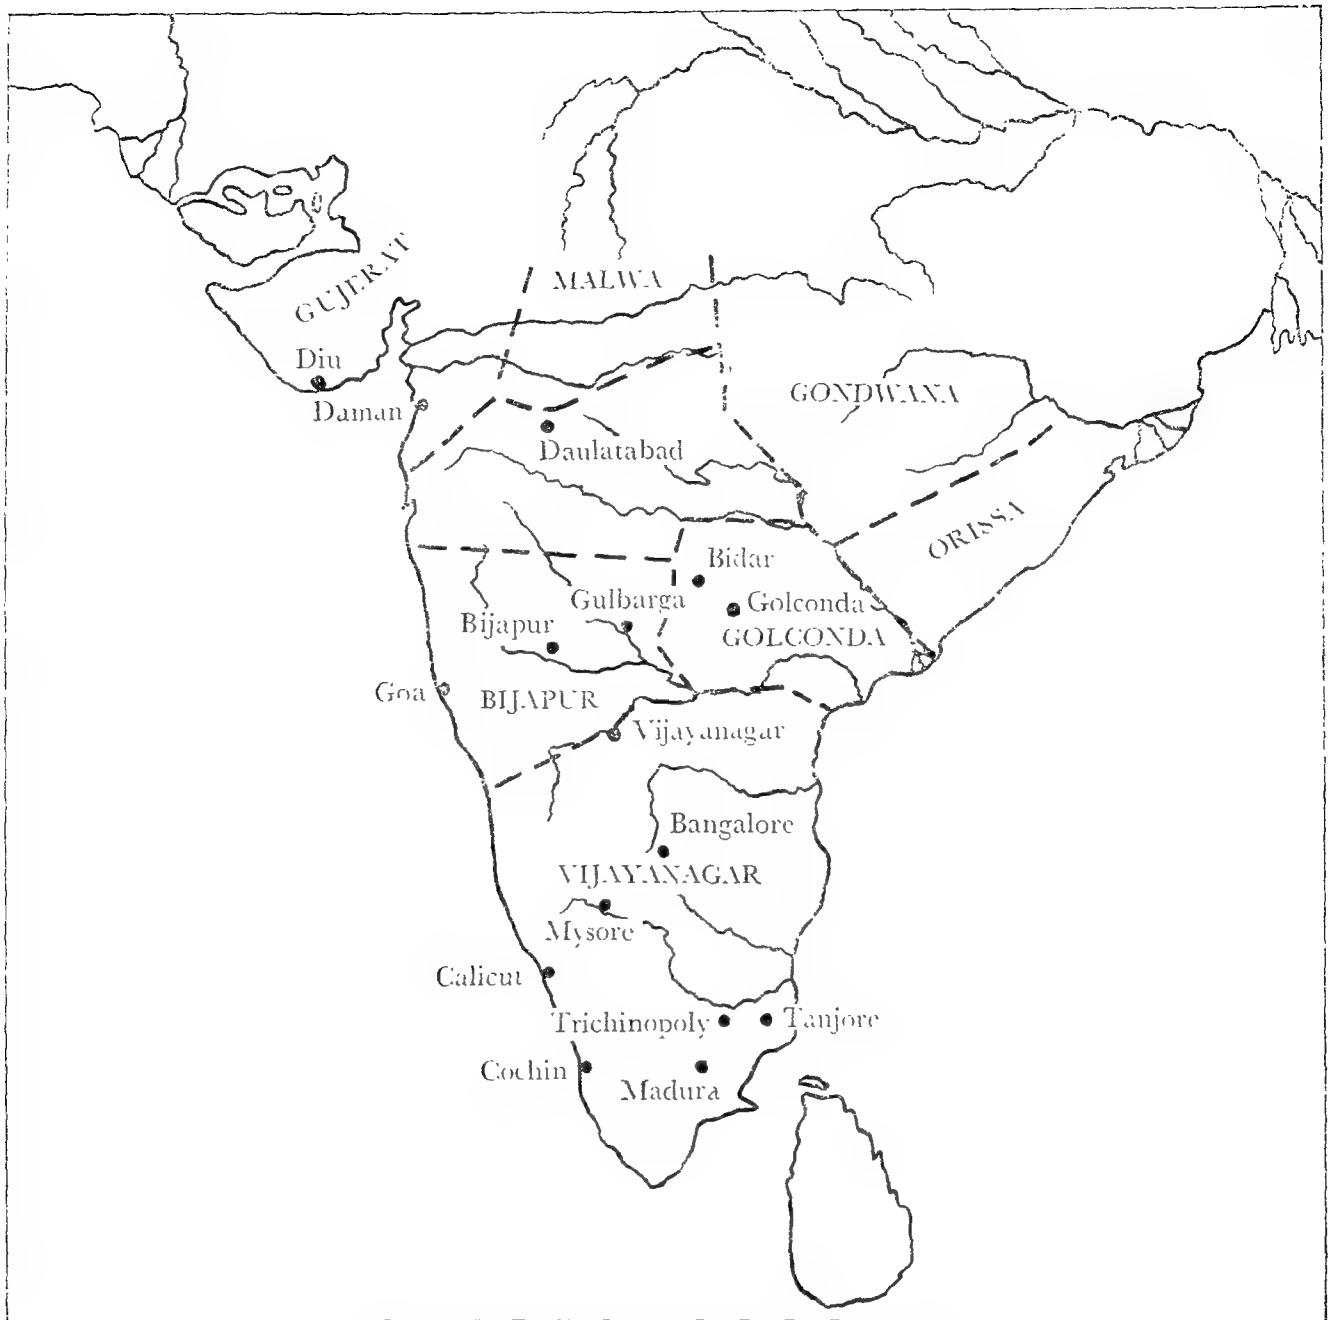 MALWA
GUJERAT
Diu
GONDWANA
Daman
Daulatabad
ORISSA
Bidar
Gulbarga
Golconda
Bijapur
GOLCONDA
Goa
BIJAPUR
Vijayanagar
Bangalore
VIJAYANAGAR
Mysore
Calicut
Trichinopoly
Tanjore
Cochin
Madura